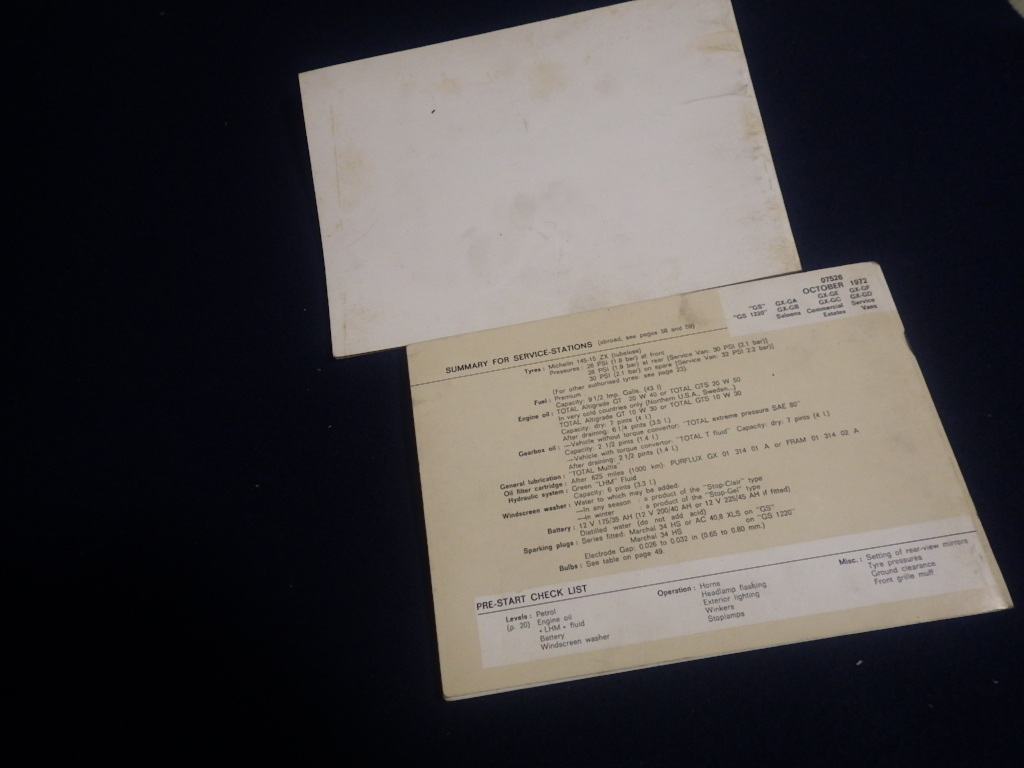 07526
OCTOBER 1972
"GS" GX-GA GX-GE GX-GF
"GS 1220" GX-GB GX-GC GX-GD
Saloons Commercial Service
Estates Vans
SUMMARY FOR SERVICE-STATIONS (abroad, see pages 58 and 59)
Tyres : Michelin 145-15 ZX (tubeless)
Pressures : 26 PSI (1.8 bar) at front
28 PSI (1.9 bar) at rear [Service Van: 30 PSI (2.1 bar)]
30 PSI (2.1 bar) on spare [Service Van: 32 PSI 2.2 bar)]
(For other authorised tyres: see page 23).
Fuel : Premium
Capacity: 9 1/2 Imp. Galls. (43 l)
Engine oil : TOTAL Altigrade GT 20 W 40 or TOTAL GTS 20 W 50
In very cold countries only (Northern U.S.A., Sweden...)
TOTAL Altigrade GT 10 W 30 or TOTAL GTS 10 W 30
Capacity: dry: 7 pints (4 l.)
After draining: 6 1/4 pints (3.5 l.)
Gearbox oil : —Vehicle without torque convertor: "TOTAL extreme pressure SAE 80"
Capacity: 2 1/2 pints (1.4 l.)
—Vehicle with torque convertor: "TOTAL T fluid" Capacity: dry: 7 pints (4 l.)
After draining: 2 1/2 pints (1.4 l.)
General lubrication : "TOTAL Multis"
Oil filter cartridge : After 625 miles (1000 km): PURFLUX GX 01 314 01 A or FRAM 01 314 02 A
Hydraulic system : Green "LHM" Fluid
Capacity: 6 pints (3.3 l.)
Windscreen washer : Water to which may be added:
—In any season : a product of the "Stop-Clair" type
—In winter : a product of the "Stop-Gel" type
Battery : 12 V 175/35 AH (12 V 200/40 AH or 12 V 225/45 AH if fitted)
Distilled water (do not add acid)
Sparking plugs : Series fitted: Marchal 34 HS or AC 40,6 XLS on "GS"
Marchal 34 HS on "GS 1220"
Electrode Gap: 0.026 to 0.032 in (0.65 to 0.80 mm.)
Bulbs : See table on page 49.
PRE-START CHECK LIST
Levels : Petrol
(p. 20) Engine oil
« LHM » fluid
Battery
Windscreen washer
Operation : Horns
Headlamp flashing
Exterior lighting
Winkers
Stoplamps
Misc. : Setting of rear-view mirrors
Tyre pressures
Ground clearance
Front grille muff